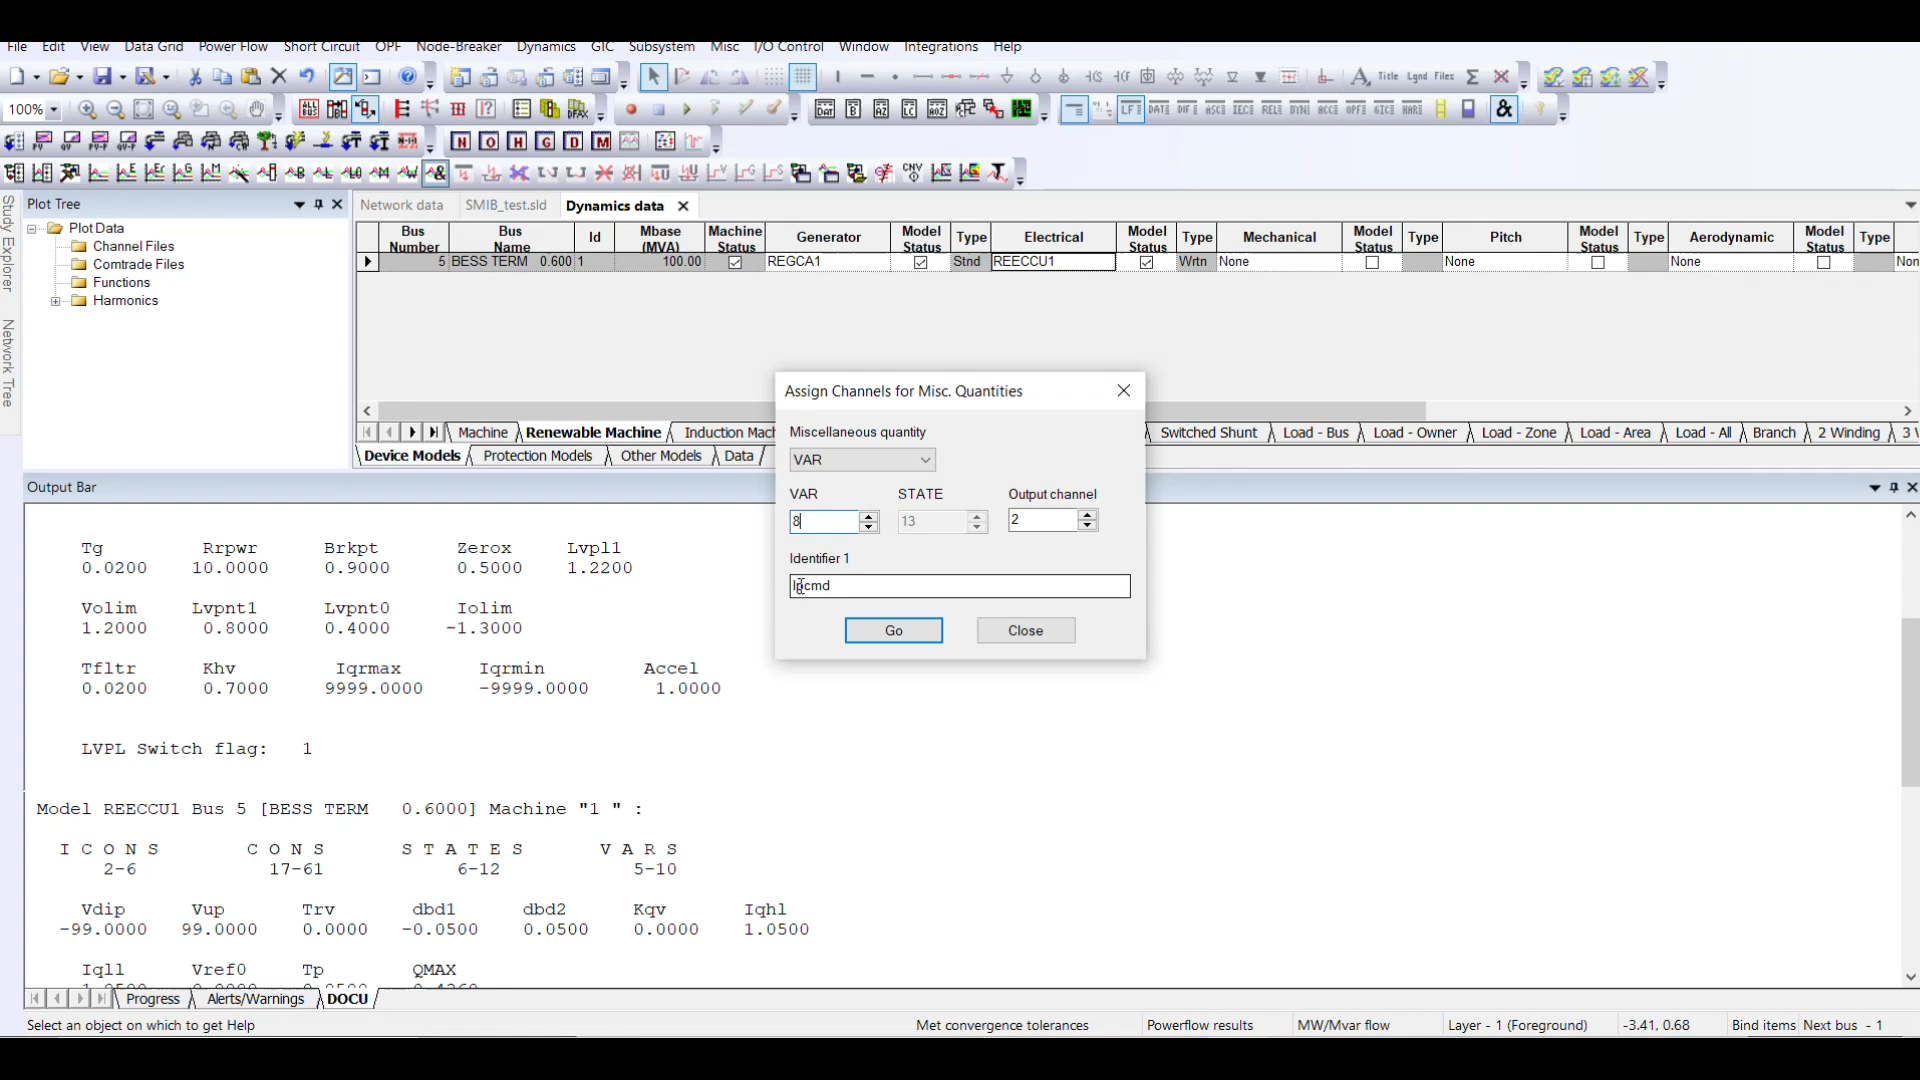 File Edit View Data Grid Power Flow Short Circuit OPF Node-Breaker Dynamics GIC Subsystem Misc I/O Control Window Integrations Help
Title Lgnd Files
100%
Plot Tree
Network data SMIB_test.sld Dynamics data
Study Explorer
Network Tree
Plot Data
Channel Files
Comtrade Files
Functions
Harmonics
Bus Number Bus Name Id Mbase (MVA) Machine Status Generator Model Status Type Electrical Model Status Type Mechanical Model Status Type Pitch Model Status Type Aerodynamic Model Status Type
5 BESS TERM 0.600 1 100.00 REGCA1 Stnd REECCU1 Wrtn None None None Non
Machine Renewable Machine Induction Mach Switched Shunt Load - Bus Load - Owner Load - Zone Load - Area Load - All Branch 2 Winding
Device Models Protection Models Other Models Data
Assign Channels for Misc. Quantities
Miscellaneous quantity
VAR
VAR STATE Output channel
8 13 2
Identifier 1
Go Close
Output Bar
Tg Rrpwr Brkpt Zerox Lvpl1
0.0200 10.0000 0.9000 0.5000 1.2200
Volim Lvpnt1 Lvpnt0 Iolim
1.2000 0.8000 0.4000 -1.3000
Tfltr Khv Iqrmax Iqrmin Accel
0.0200 0.7000 9999.0000 -9999.0000 1.0000
LVPL Switch flag: 1
Model REECCU1 Bus 5 [BESS TERM 0.6000] Machine "1 " :
I C O N S C O N S S T A T E S V A R S
2-6 17-61 6-12 5-10
Vdip Vup Trv dbd1 dbd2 Kqv Iqhl
-99.0000 99.0000 0.0000 -0.0500 0.0500 0.0000 1.0500
Iqll Vref0 Tp QMAX
Progress Alerts/Warnings DOCU
Select an object on which to get Help Met convergence tolerances Powerflow results MW/Mvar flow Layer - 1 (Foreground) -3.41, 0.68 Bind items Next bus - 1